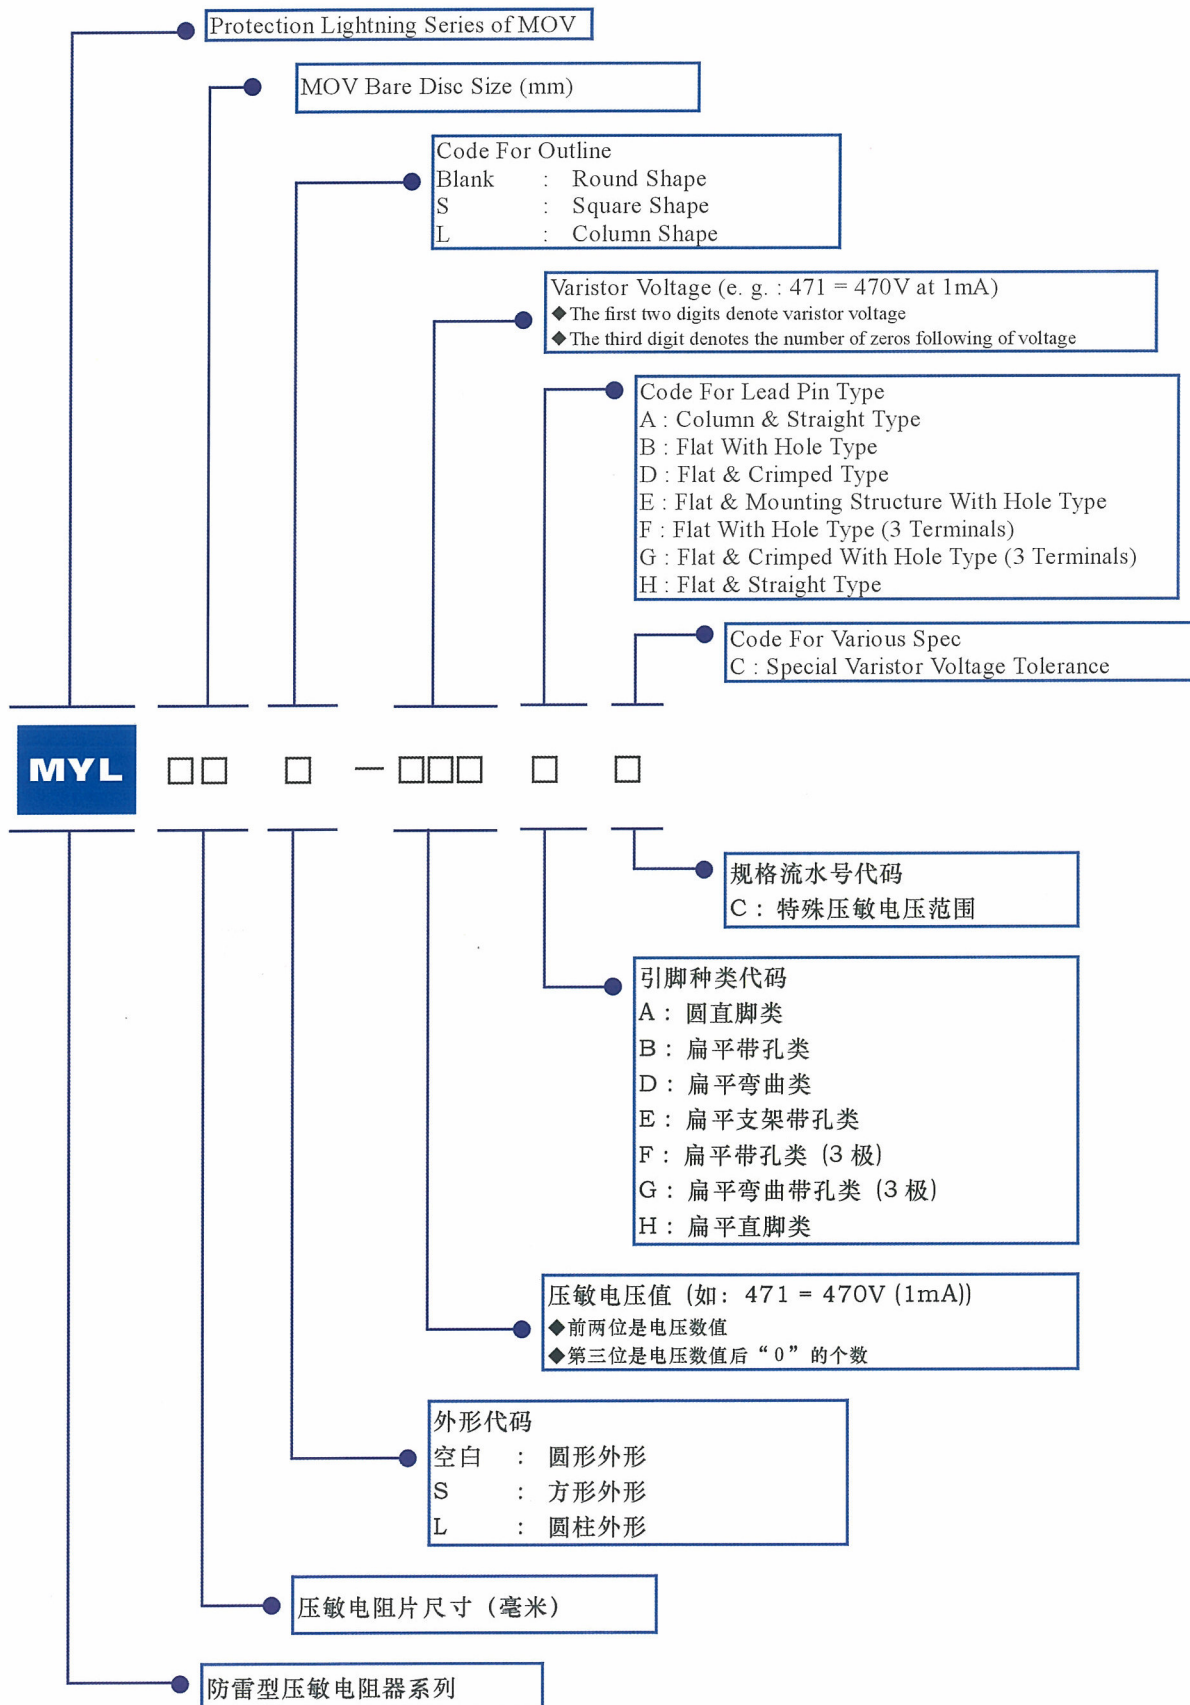 Protection Lightning Series of MOV
MOV Bare Disc Size (mm)
Code For Outline
Blank : Round Shape
S : Square Shape
L : Column Shape
Varistor Voltage (e. g. : 471 = 470V at 1mA)
◆The first two digits denote varistor voltage
◆The third digit denotes the number of zeros following of voltage
Code For Lead Pin Type
A : Column & Straight Type
B : Flat With Hole Type
D : Flat & Crimped Type
E : Flat & Mounting Structure With Hole Type
F : Flat With Hole Type (3 Terminals)
G : Flat & Crimped With Hole Type (3 Terminals)
H : Flat & Straight Type
Code For Various Spec
C : Special Varistor Voltage Tolerance
MYL □□ □ — □□□ □ □
规格流水号代码
C : 特殊压敏电压范围
引脚种类代码
A : 圆直脚类
B : 扁平带孔类
D : 扁平弯曲类
E : 扁平支架带孔类
F : 扁平带孔类 (3 极)
G : 扁平弯曲带孔类 (3 极)
H : 扁平直脚类
压敏电压值 (如: 471 = 470V (1mA))
◆前两位是电压数值
◆第三位是电压数值后“0”的个数
外形代码
空白 : 圆形外形
S : 方形外形
L : 圆柱外形
压敏电阻片尺寸 (毫米)
防雷型压敏电阻器系列